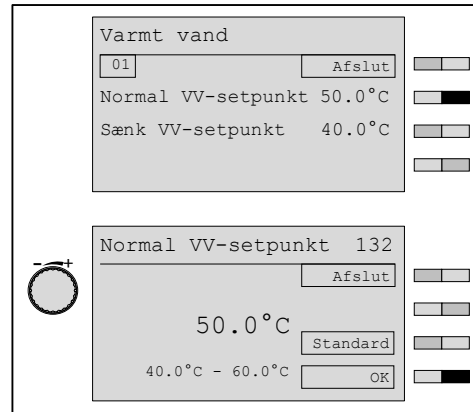 Varmt vand
01 Afslut
Normal VV-setpunkt 50.0°C
Sænk VV-setpunkt 40.0°C
Normal VV-setpunkt 132
- +
Afslut
50.0°C
Standard
40.0°C - 60.0°C OK